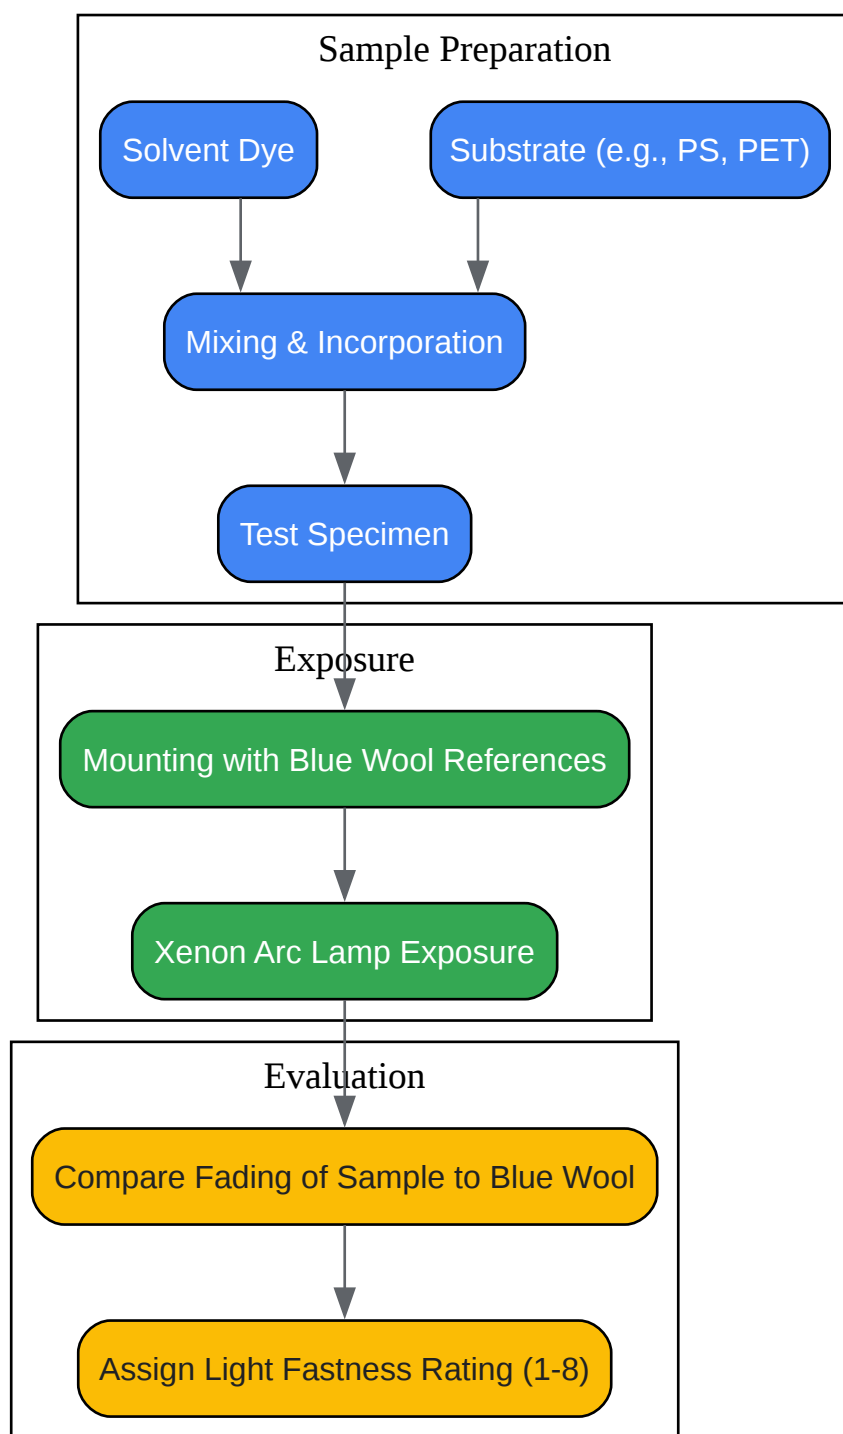 Sample Preparation
Solvent Dye
Substrate (e.g., PS, PET)
Mixing & Incorporation
Test Specimen
Exposure
Mounting with Blue Wool References
Xenon Arc Lamp Exposure
Evaluation
Compare Fading of Sample to Blue Wool
Assign Light Fastness Rating (1-8)